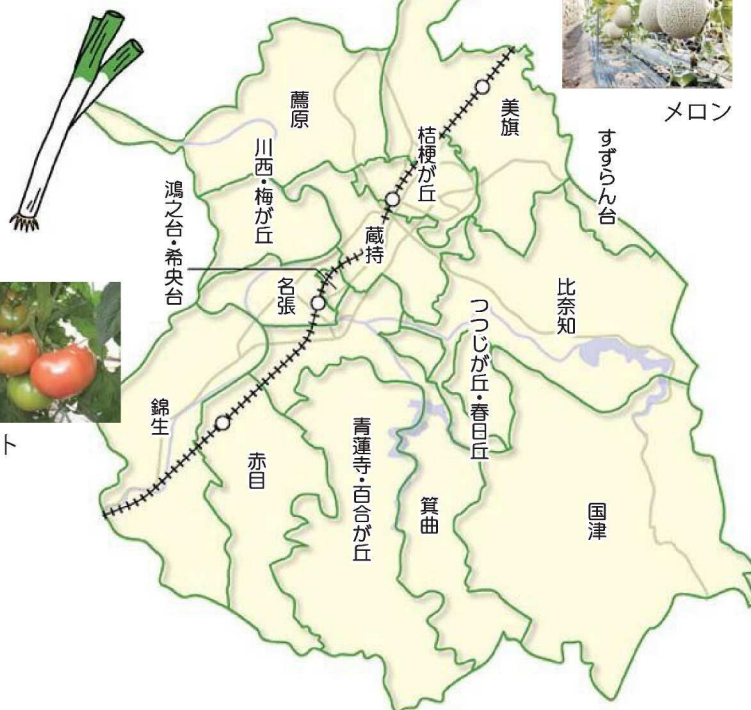 メロン
美旗
すずらん台
薦原
桔梗が丘
川西・梅が丘
鴻之台・希央台
蔵持
名張
比奈知
つつじが丘・春日丘
錦生
赤目
青蓮寺・百合が丘
箕曲
国津
ト